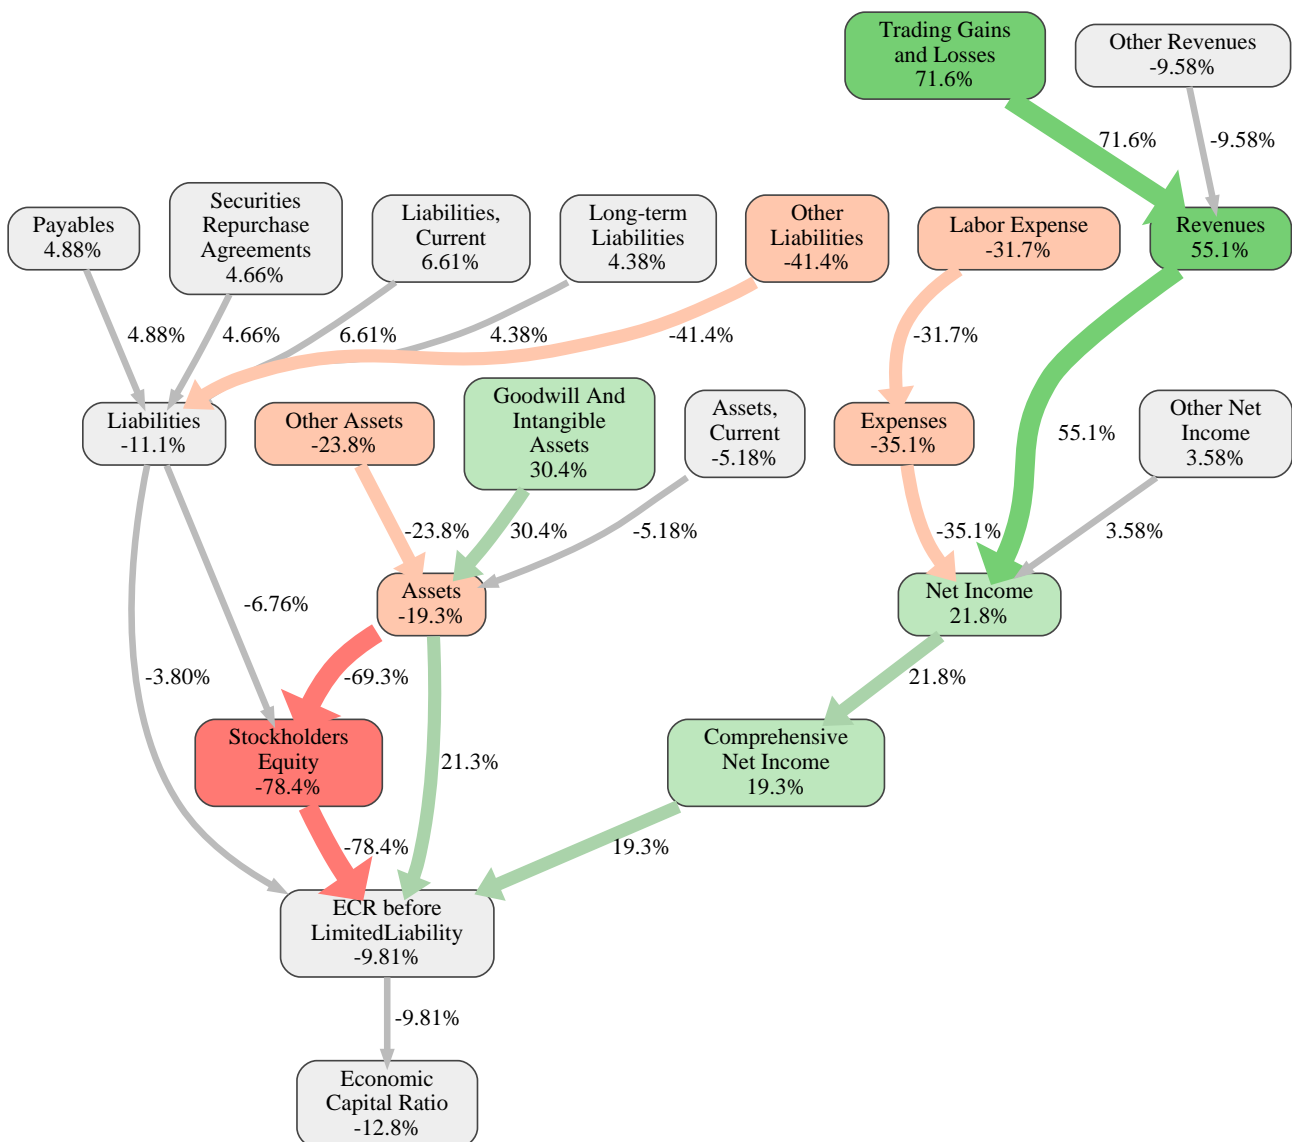 Trading Gains
and Losses
71.6%
Other Revenues
-9.58%
71.6%
-9.58%
Payables
4.88%
Securities
Repurchase
Agreements
4.66%
Liabilities,
Current
6.61%
Long-term
Liabilities
4.38%
Other
Liabilities
-41.4%
Labor Expense
-31.7%
Revenues
55.1%
4.88%
4.66%
6.61%
4.38%
-41.4%
-31.7%
55.1%
Liabilities
-11.1%
Other Assets
-23.8%
Goodwill And
Intangible
Assets
30.4%
Assets,
Current
-5.18%
Expenses
-35.1%
Other Net
Income
3.58%
-23.8%
30.4%
-5.18%
-35.1%
3.58%
-6.76%
Assets
-19.3%
Net Income
21.8%
-3.80%
-69.3%
21.8%
Stockholders
Equity
-78.4%
21.3%
Comprehensive
Net Income
19.3%
-78.4%
19.3%
ECR before
LimitedLiability
-9.81%
-9.81%
Economic
Capital Ratio
-12.8%